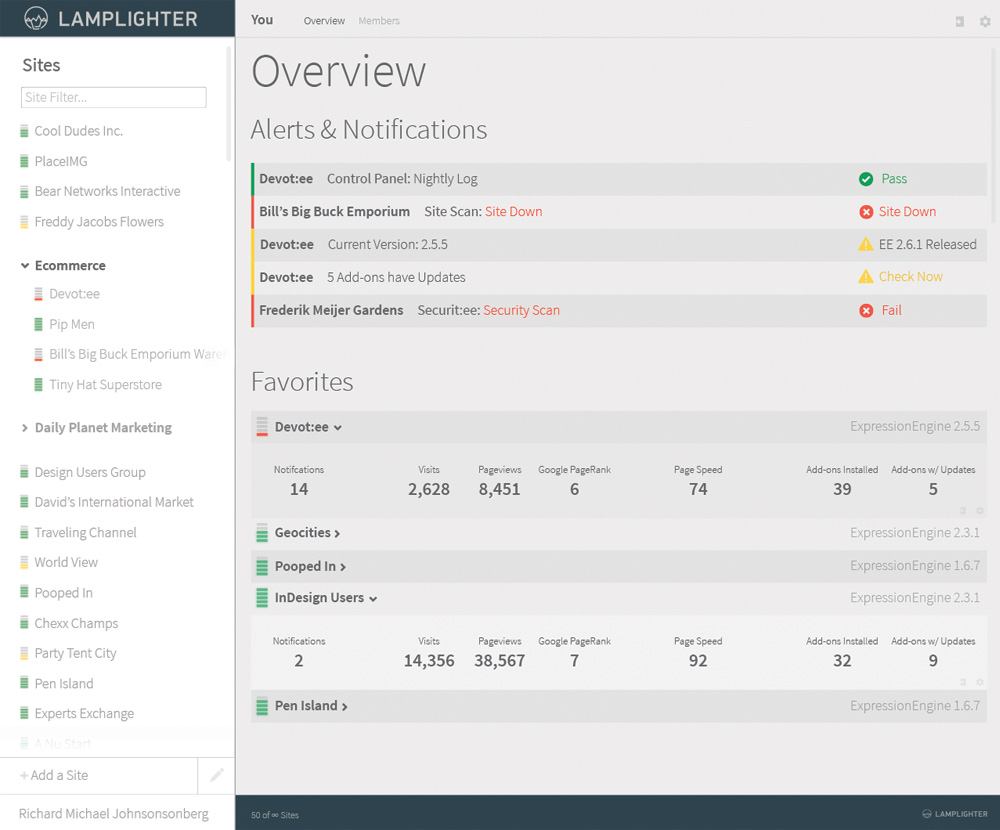 LAMPLIGHTER
You Overview Members
Sites
Site Filter...
Cool Dudes Inc.
PlaceIMG
Bear Networks Interactive
Freddy Jacobs Flowers
Ecommerce
Devot:ee
Pip Men
Bill's Big Buck Emporium Ware
Tiny Hat Superstore
Daily Planet Marketing
Design Users Group
David's International Market
Traveling Channel
World View
Pooped In
Chexx Champs
Party Tent City
Pen Island
Experts Exchange
A Nu Start
+ Add a Site
Richard Michael Johnsonsonberg
Overview
Alerts & Notifications
Devot:ee Control Panel: Nightly Log Pass
Bill's Big Buck Emporium Site Scan: Site Down Site Down
Devot:ee Current Version: 2.5.5 EE 2.6.1 Released
Devot:ee 5 Add-ons have Updates Check Now
Frederik Meijer Gardens Securit:ee: Security Scan Fail
Favorites
Devot:ee ExpressionEngine 2.5.5
Notifcations Visits Pageviews Google PageRank Page Speed Add-ons Installed Add-ons w/ Updates
14 2,628 8,451 6 74 39 5
Geocities ExpressionEngine 2.3.1
Pooped In ExpressionEngine 1.6.7
InDesign Users ExpressionEngine 2.3.1
Notifications Visits Pageviews Google PageRank Page Speed Add-ons Installed Add-ons w/ Updates
2 14,356 38,567 7 92 32 9
Pen Island ExpressionEngine 1.6.7
50 of ∞ Sites
LAMPLIGHTER